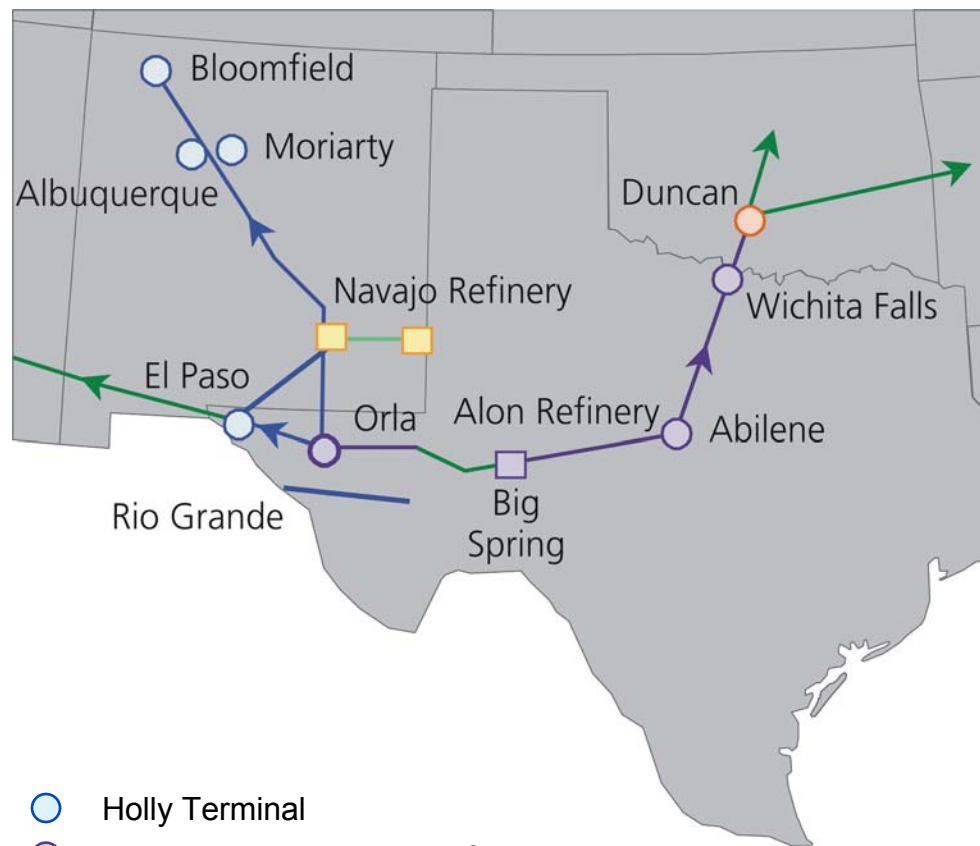 Bloomfield
Moriarty
Albuquerque
Duncan
Navajo Refinery
Wichita Falls
El Paso
Orla
Alon Refinery
Abilene
Rio Grande
Big
Spring
Holly Terminal